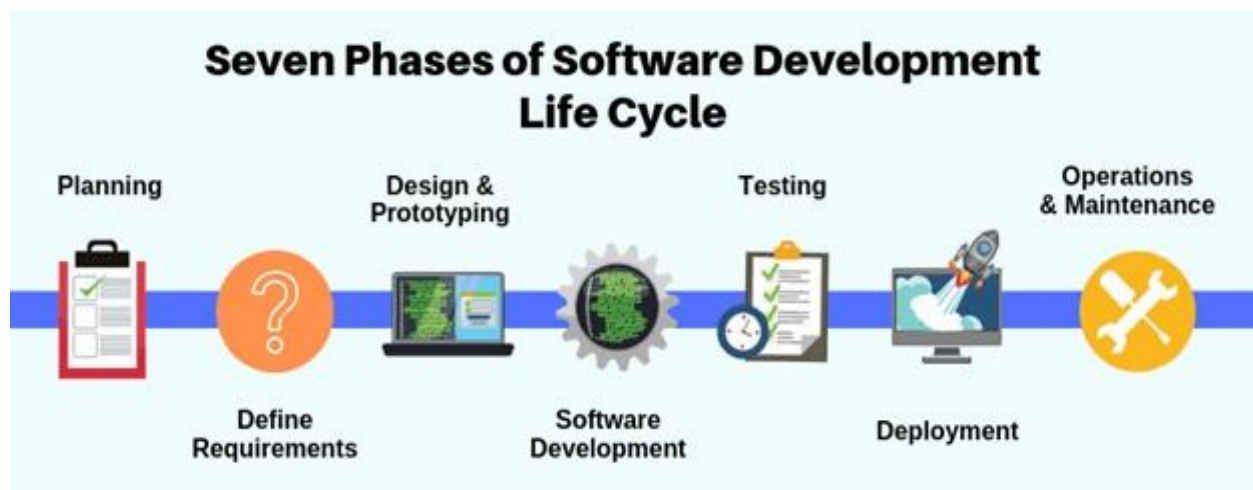 Seven Phases of Software Development
Life Cycle
Planning
Define
Requirements
Design &
Prototyping
Software
Development
Testing
Deployment
Operations
& Maintenance